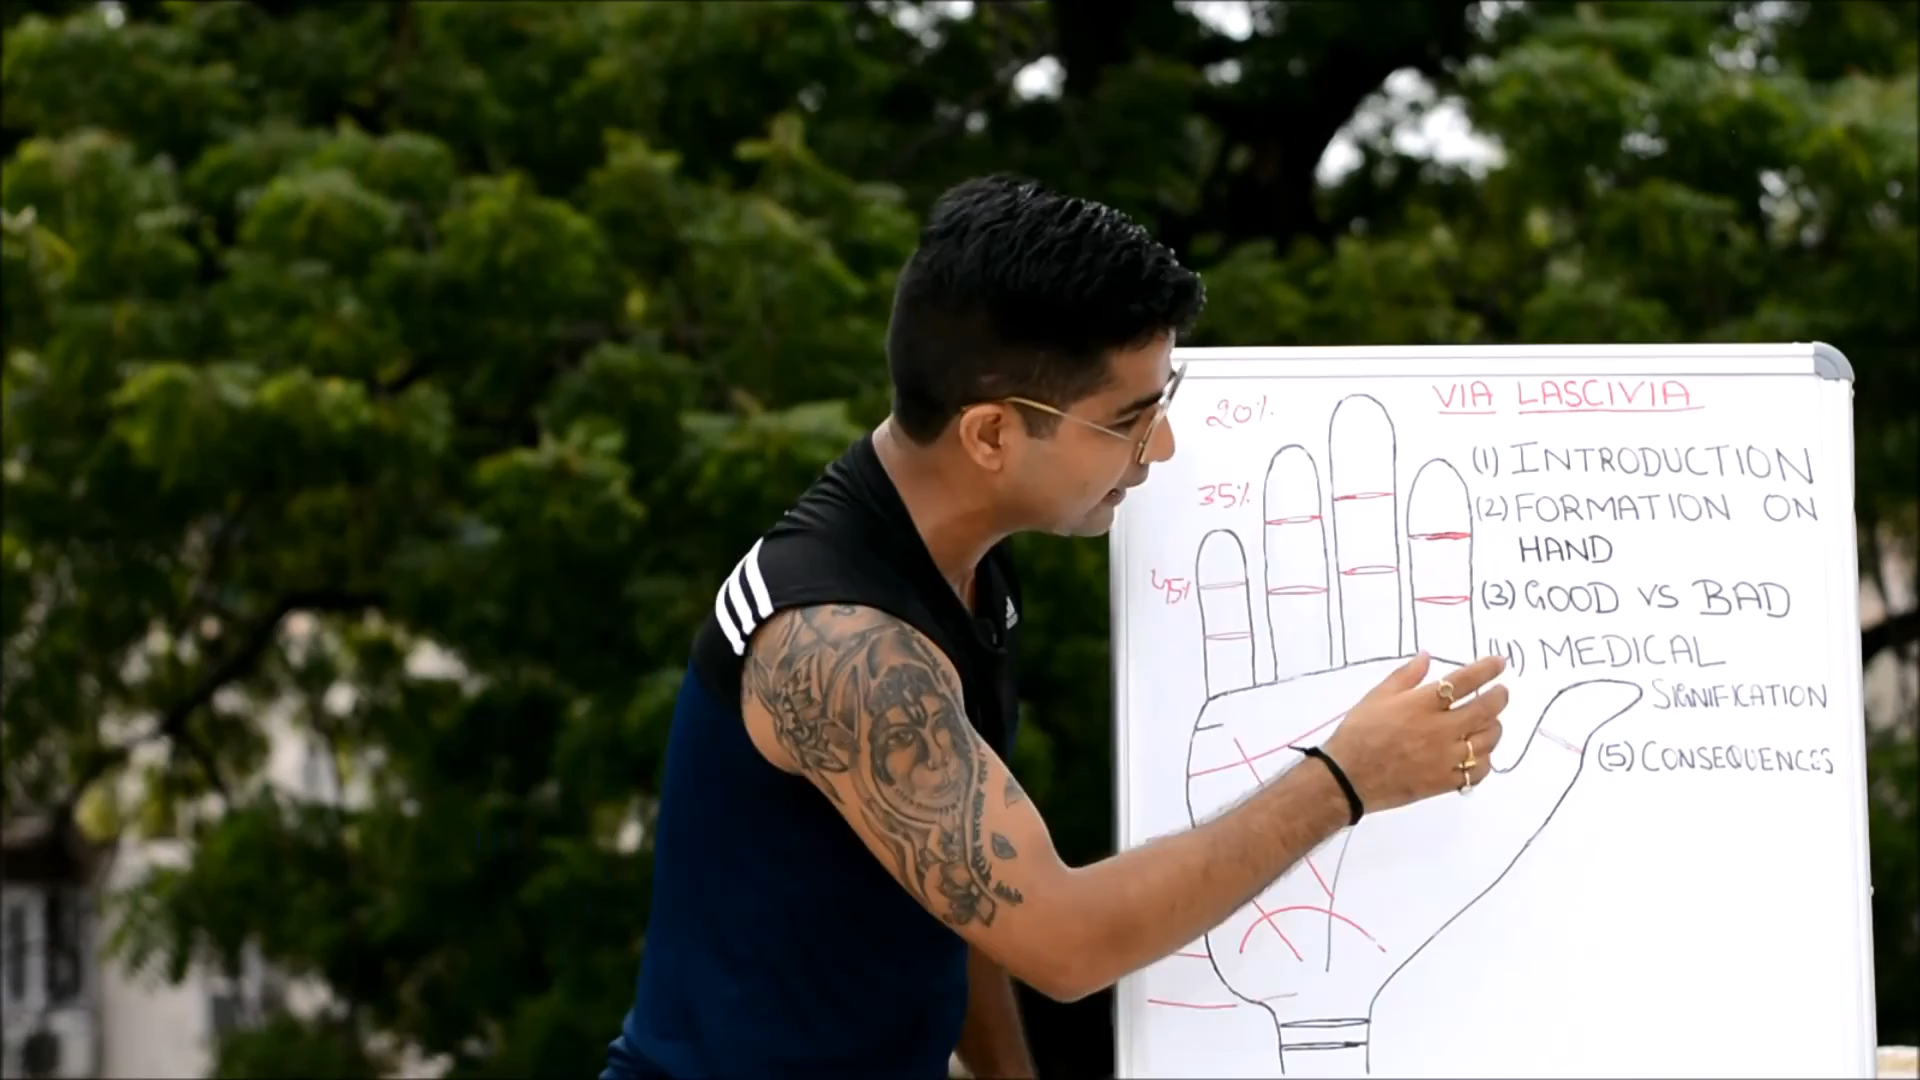 VIA LASCIVIA
20%
(1) INTRODUCTION
35%
(2) FORMATION ON
HAND
45%
(3) GOOD VS BAD
(4) MEDICAL
SIGNIFICATION
(5) CONSEQUENCES